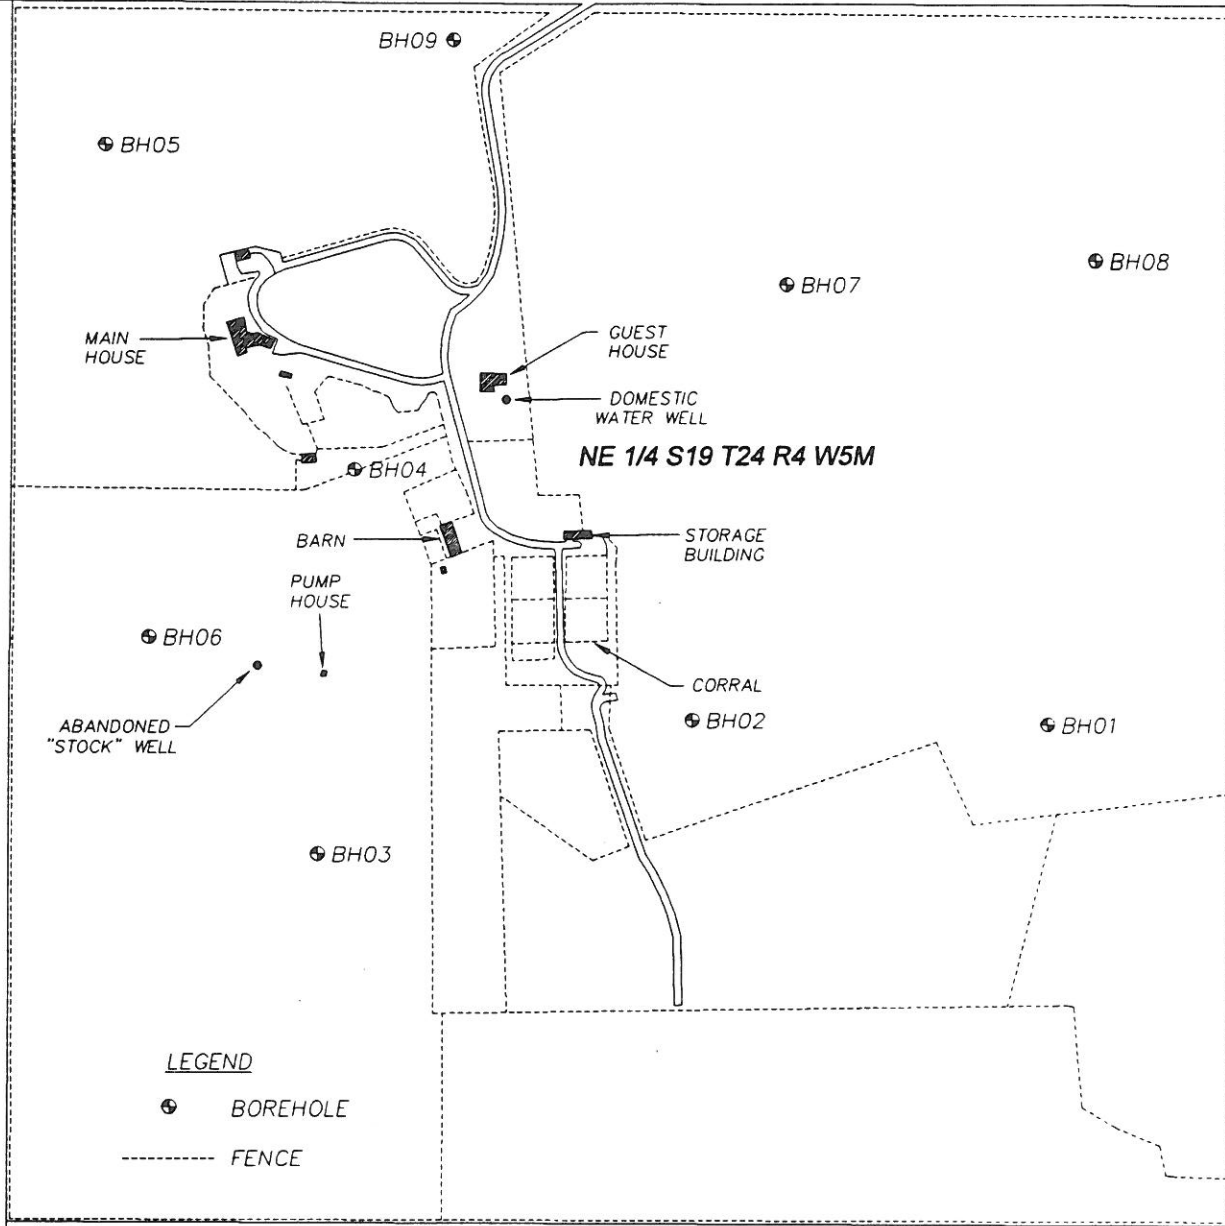 BH09
BH05
BH08
BH07
MAIN
HOUSE
GUEST
HOUSE
DOMESTIC
WATER WELL
NE 1/4 S19 T24 R4 W5M
BH04
BARN
STORAGE
BUILDING
PUMP
HOUSE
BH06
CORRAL
ABANDONED
"STOCK" WELL
BH02
BH01
BH03
LEGEND
BOREHOLE
FENCE